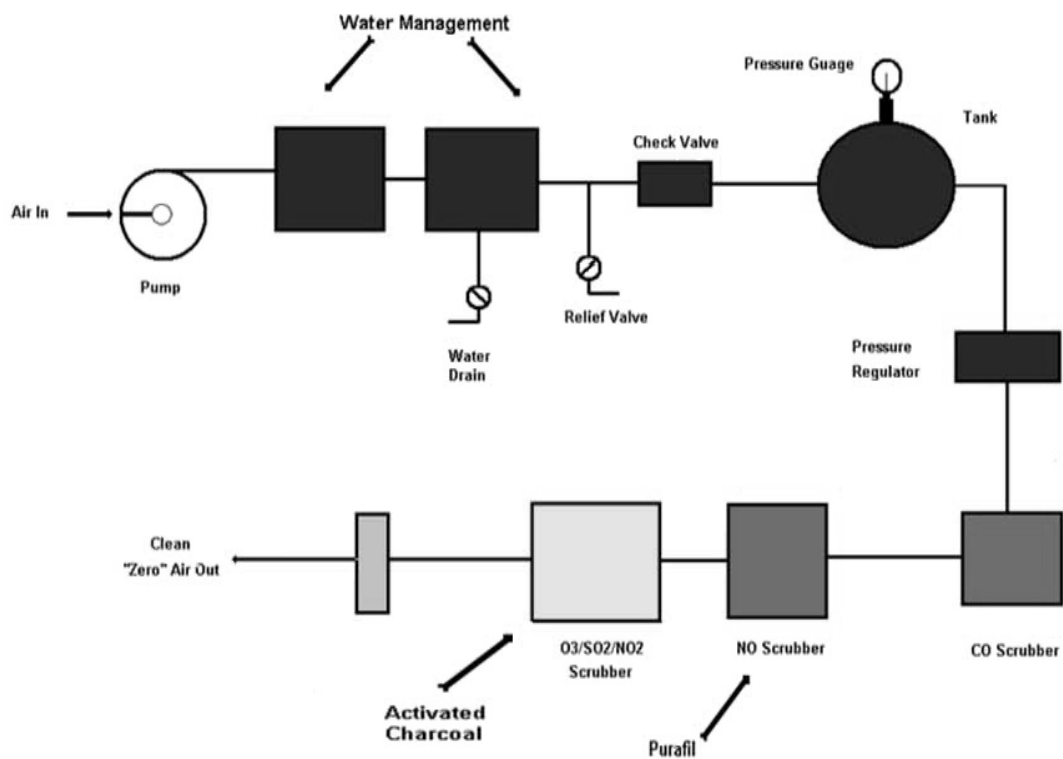 Water Management
Pressure Guage
Tank
Check Valve
Air In
Pump
Relief Valve
Water
Drain
Pressure
Regulator
Clean
"Zero" Air Out
O3/SO2/NO2
Scrubber
NO Scrubber
CO Scrubber
Activated
Charcoal
Purafil